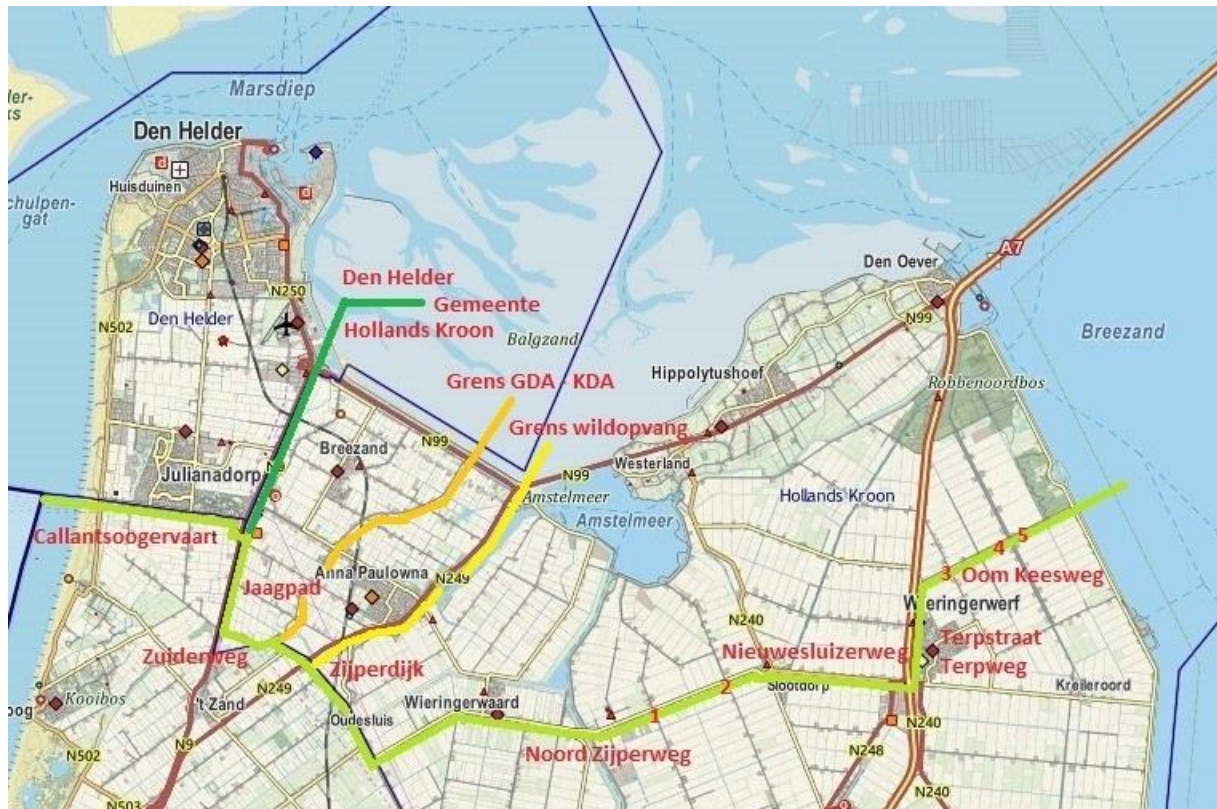 Marsdiep
Den Helder
Huisduinen
A7
Den Oever
N250
N502
Den Helder
Den Helder
Gemeente
Hollands Kroon
Balgzand
N99
Breezand
Hippolytushoef
Robbenoordbos
Grens GDA - KDA
Grens wildopvang
N99
Breezand
Julianadorp
N9
N99
Westerland
Amstelmeer
Hollands Kroon
Amstelmeer
Callantsoogervaart
4 5
3 Oom Keesweg
Anna Paulowna
N249
Jaagpad
Wieringerwerf
N240
Terpstraat
Nieuwesluizerweg
Zuiderweg
Zijperdijk
Terpweg
Slootdorp
Kreileroord
Kooibos
N249
't Zand
2
Wieringerwaard
Oudesluis
1
N240
N9
Noord Zijperweg
N248
N502
N240
N503